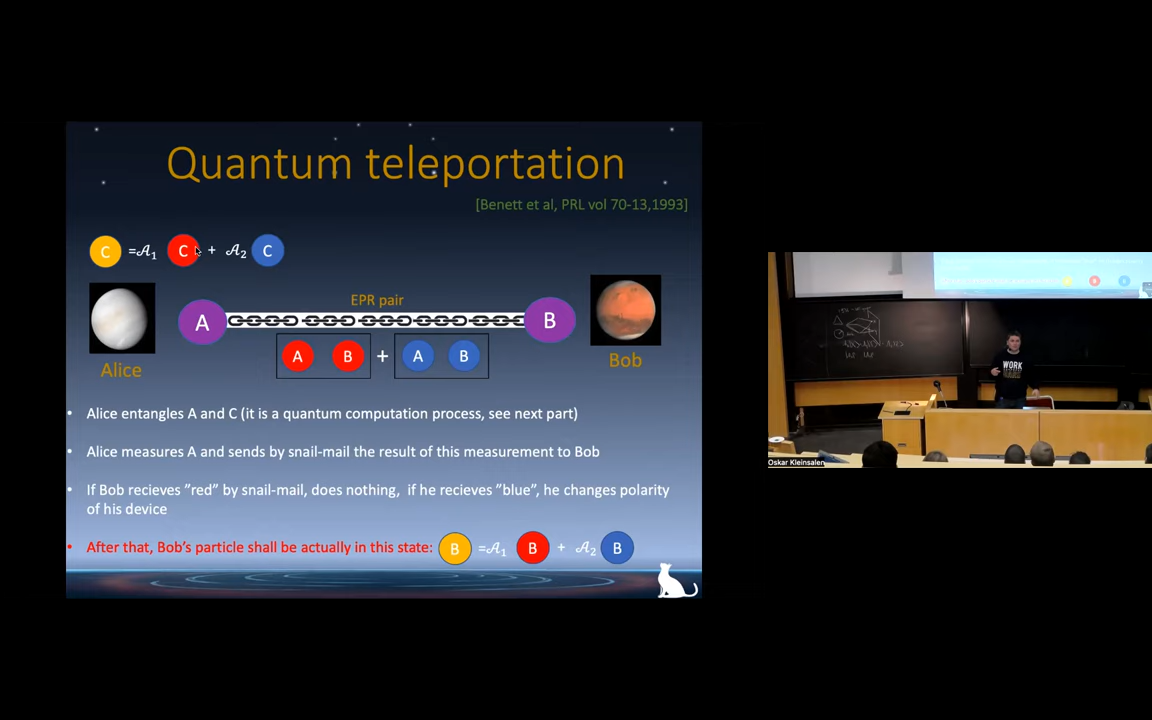 Quantum teleportation
[Benett et al, PRL vol 70-13,1993]
C =𝒜1 C + 𝒜2 C
EPR pair
A B
A B + A B
Alice
Bob
• Alice entangles A and C (it is a quantum computation process, see next part)
• Alice measures A and sends by snail-mail the result of this measurement to Bob
• If Bob recieves ”red” by snail-mail, does nothing, if he recieves ”blue”, he changes polarity
of his device
• After that, Bob’s particle shall be actually in this state: B =𝒜1 B + 𝒜2 B
WORK
Oskar Kleinsalen